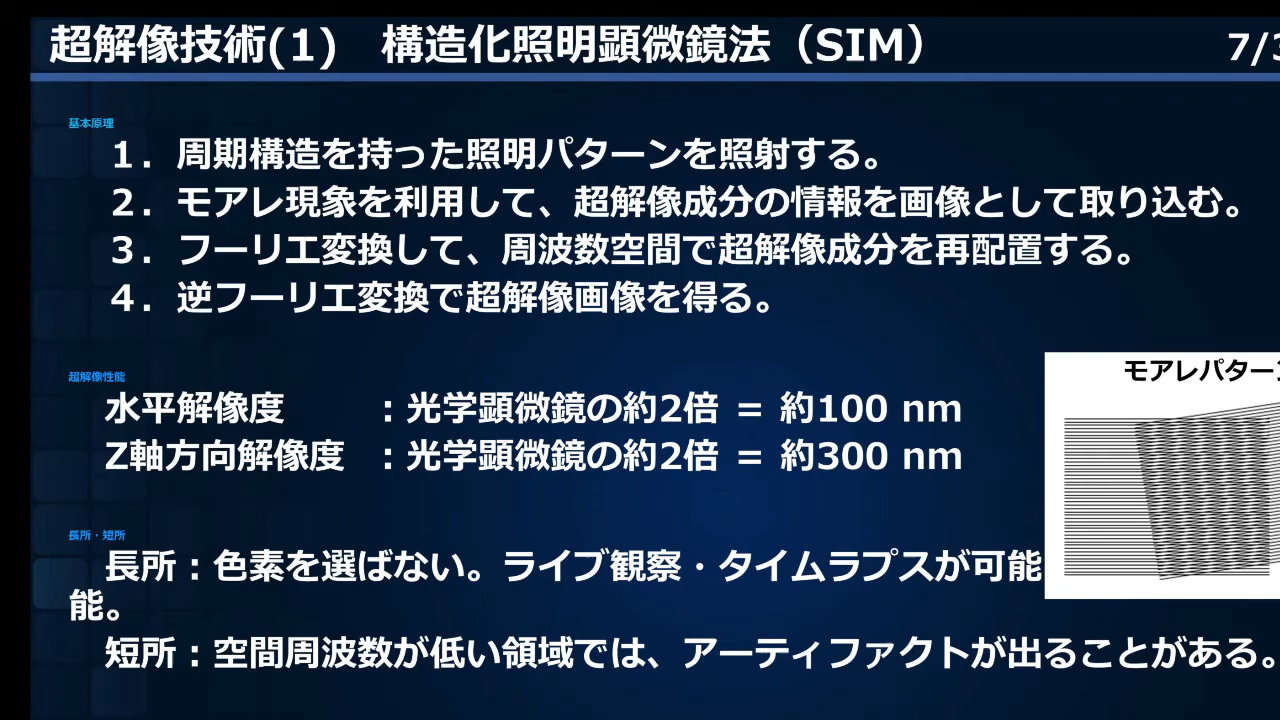 超解像技術(1)　構造化照明顕微鏡法（SIM）
7/3
基本原理
１．周期構造を持った照明パターンを照射する。
２．モアレ現象を利用して、超解像成分の情報を画像として取り込む。
３．フーリエ変換して、周波数空間で超解像成分を再配置する。
４．逆フーリエ変換で超解像画像を得る。
超解像性能
水平解像度　　　：光学顕微鏡の約2倍 ＝ 約100 nm
Z軸方向解像度　：光学顕微鏡の約2倍 ＝ 約300 nm
モアレパターン
長所・短所
長所：色素を選ばない。ライブ観察・タイムラプスが可能
能。
短所：空間周波数が低い領域では、アーティファクトが出ることがある。